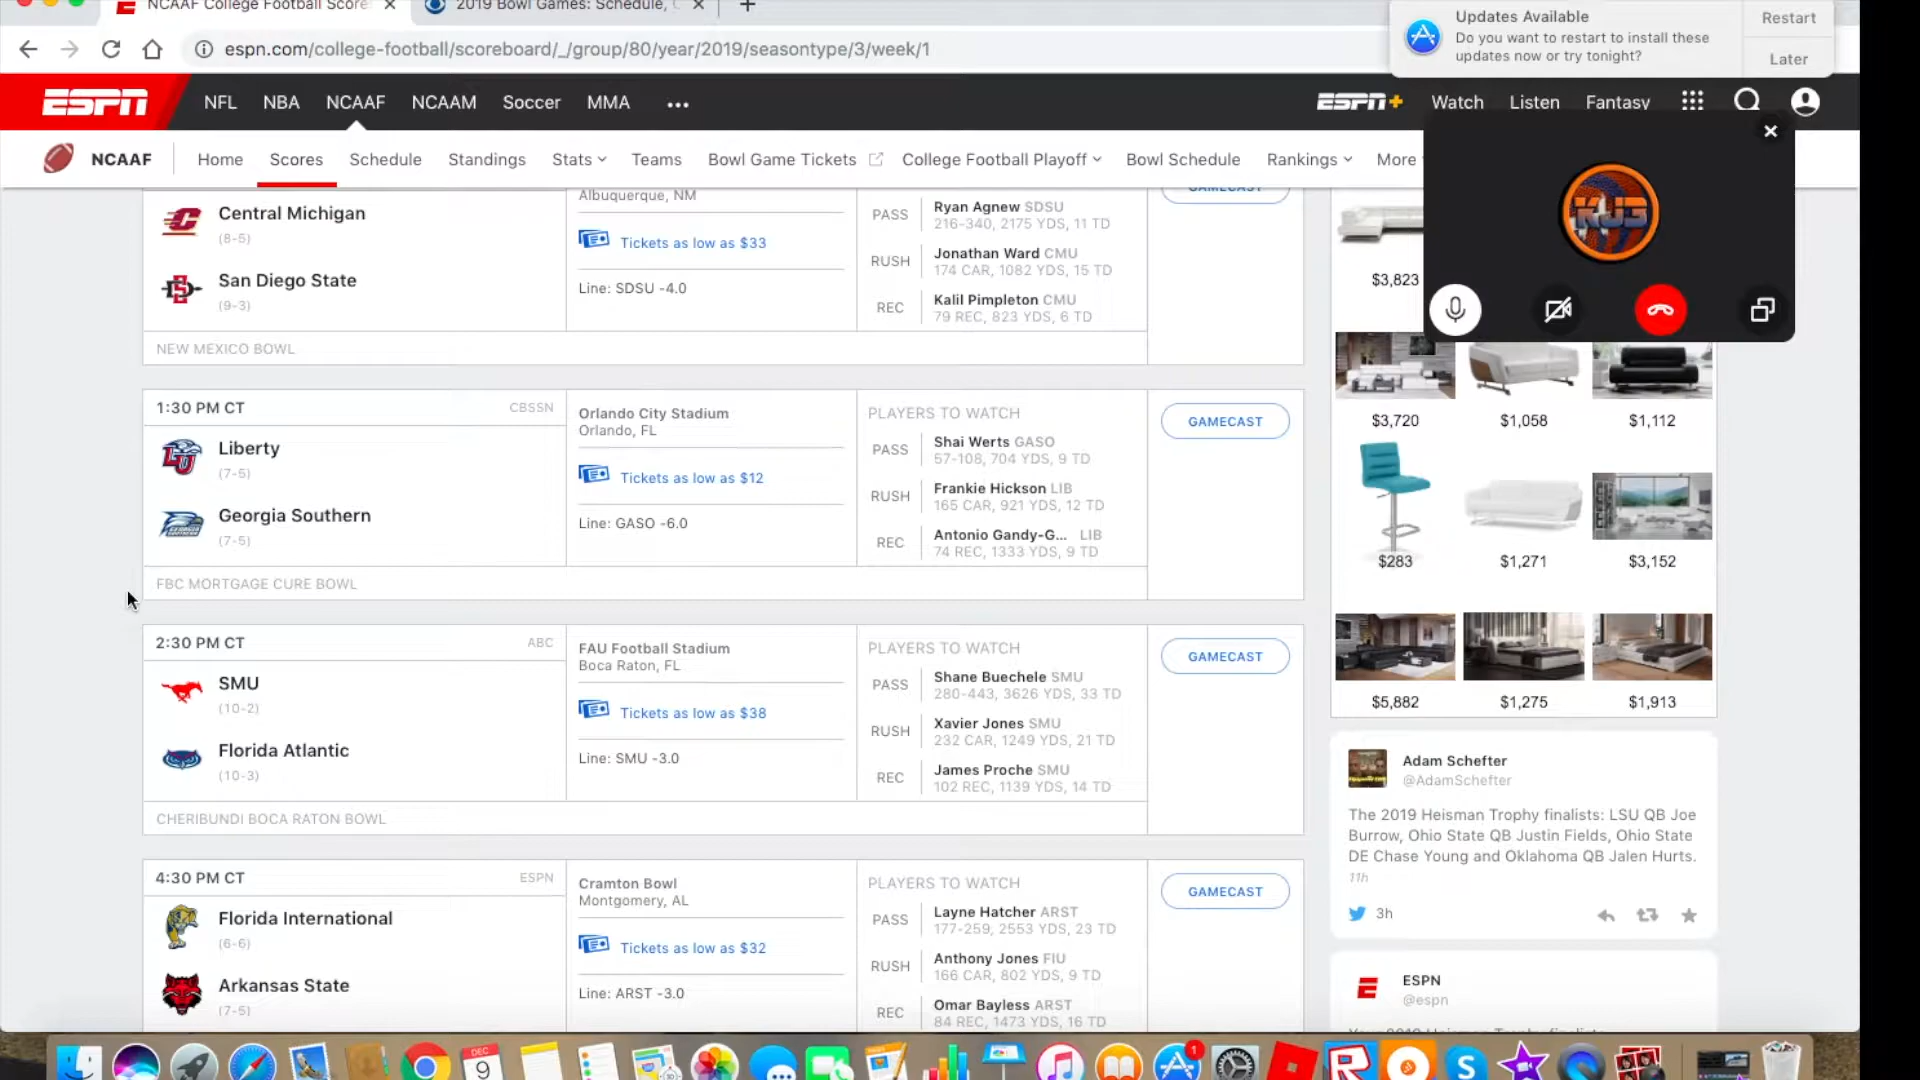 NCAAF College Football Score
2019 Bowl Games: Schedule,
espn.com/college-football/scoreboard/_/group/80/year/2019/seasontype/3/week/1
Updates Available
Do you want to restart to install these
updates now or try tonight?
Restart
Later
ESPN
NFL
NBA
NCAAF
NCAAM
Soccer
MMA
ESPN+
Watch
Listen
Fantasy
NCAAF
Home
Scores
Schedule
Standings
Stats
Teams
Bowl Game Tickets
College Football Playoff
Bowl Schedule
Rankings
More
KJB
Central Michigan
(8-5)
San Diego State
(9-3)
Albuquerque, NM
Tickets as low as $33
Line: SDSU -4.0
PASS
Ryan Agnew SDSU
216-340, 2175 YDS, 11 TD
RUSH
Jonathan Ward CMU
174 CAR, 1082 YDS, 15 TD
REC
Kalil Pimpleton CMU
79 REC, 823 YDS, 6 TD
GAMECAST
NEW MEXICO BOWL
1:30 PM CT
CBSSN
Liberty
(7-5)
Georgia Southern
(7-5)
Orlando City Stadium
Orlando, FL
Tickets as low as $12
Line: GASO -6.0
PLAYERS TO WATCH
PASS
Shai Werts GASO
57-108, 704 YDS, 9 TD
RUSH
Frankie Hickson LIB
165 CAR, 921 YDS, 12 TD
REC
Antonio Gandy-G... LIB
74 REC, 1333 YDS, 9 TD
GAMECAST
FBC MORTGAGE CURE BOWL
2:30 PM CT
ABC
SMU
(10-2)
Florida Atlantic
(10-3)
FAU Football Stadium
Boca Raton, FL
Tickets as low as $38
Line: SMU -3.0
PLAYERS TO WATCH
PASS
Shane Buechele SMU
280-443, 3626 YDS, 33 TD
RUSH
Xavier Jones SMU
232 CAR, 1249 YDS, 21 TD
REC
James Proche SMU
102 REC, 1139 YDS, 14 TD
GAMECAST
CHERIBUNDI BOCA RATON BOWL
4:30 PM CT
ESPN
Florida International
(6-6)
Arkansas State
(7-5)
Cramton Bowl
Montgomery, AL
Tickets as low as $32
Line: ARST -3.0
PLAYERS TO WATCH
PASS
Layne Hatcher ARST
177-259, 2553 YDS, 23 TD
RUSH
Anthony Jones FIU
166 CAR, 802 YDS, 9 TD
REC
Omar Bayless ARST
84 REC, 1473 YDS, 16 TD
GAMECAST
$3,823
$3,720
$1,058
$1,112
$283
$1,271
$3,152
$5,882
$1,275
$1,913
Adam Schefter
@AdamSchefter
The 2019 Heisman Trophy finalists: LSU QB Joe
Burrow, Ohio State QB Justin Fields, Ohio State
DE Chase Young and Oklahoma QB Jalen Hurts.
11h
3h
ESPN
@espn
DEC
9
1